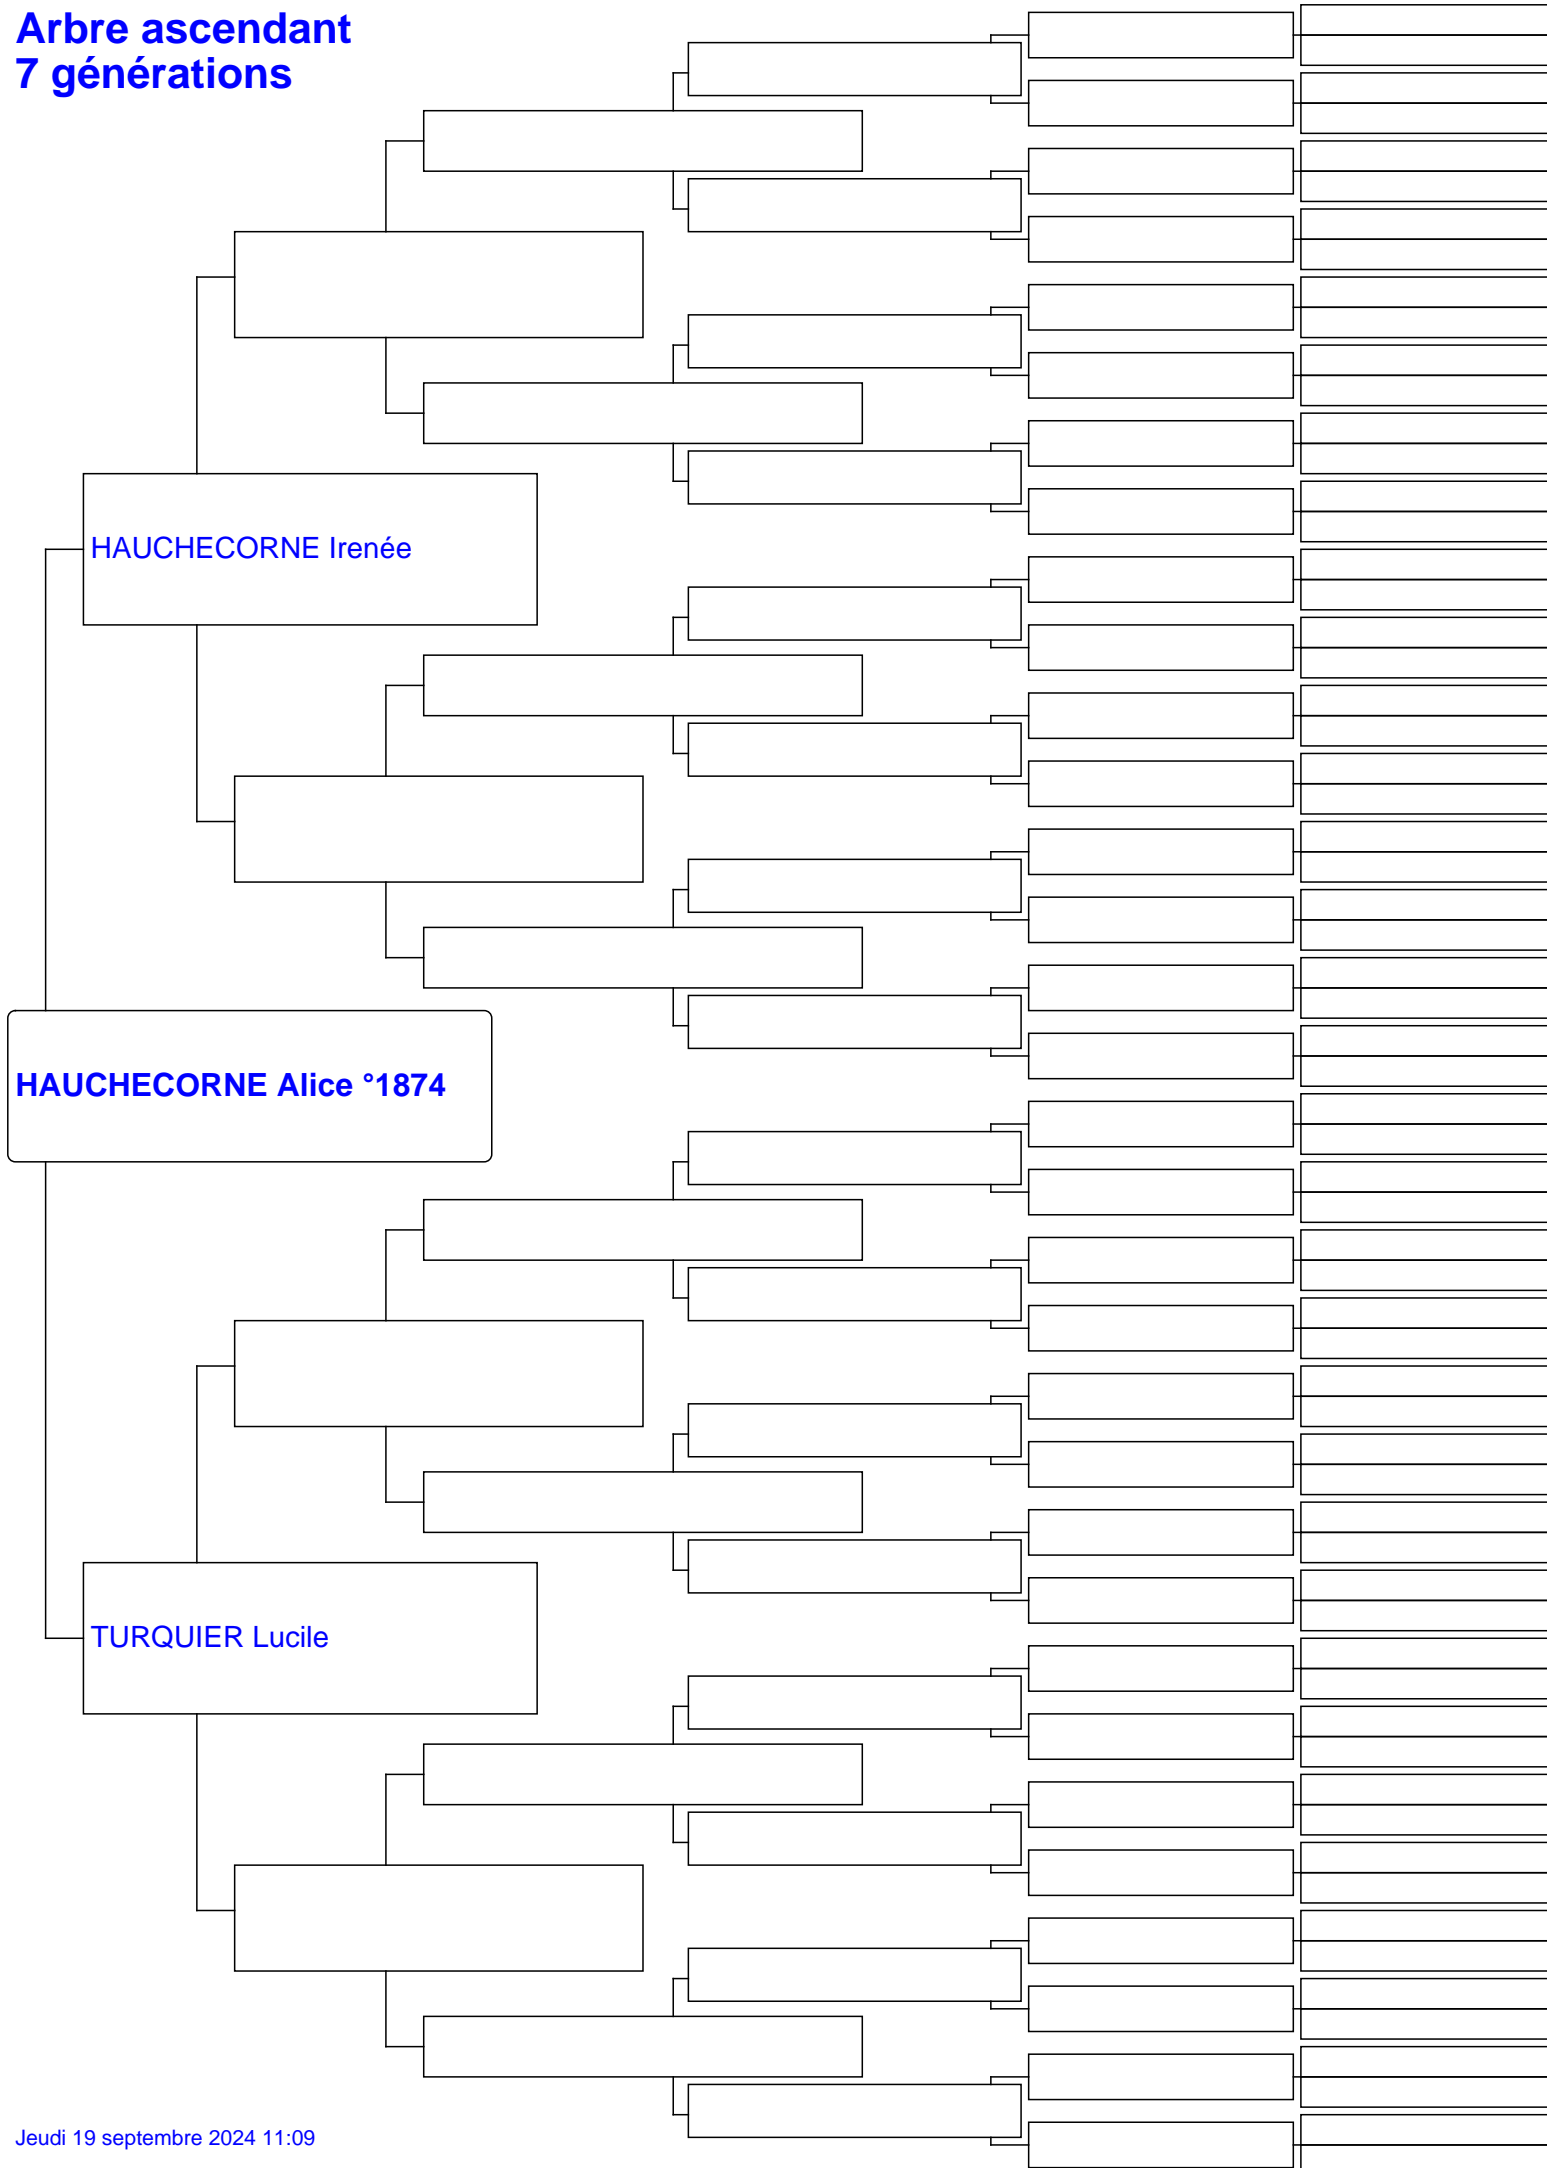 Arbre ascendant
7 générations
HAUCHECORNE Irenée
HAUCHECORNE Alice °1874
TURQUIER Lucile
Jeudi 19 septembre 2024 11:09